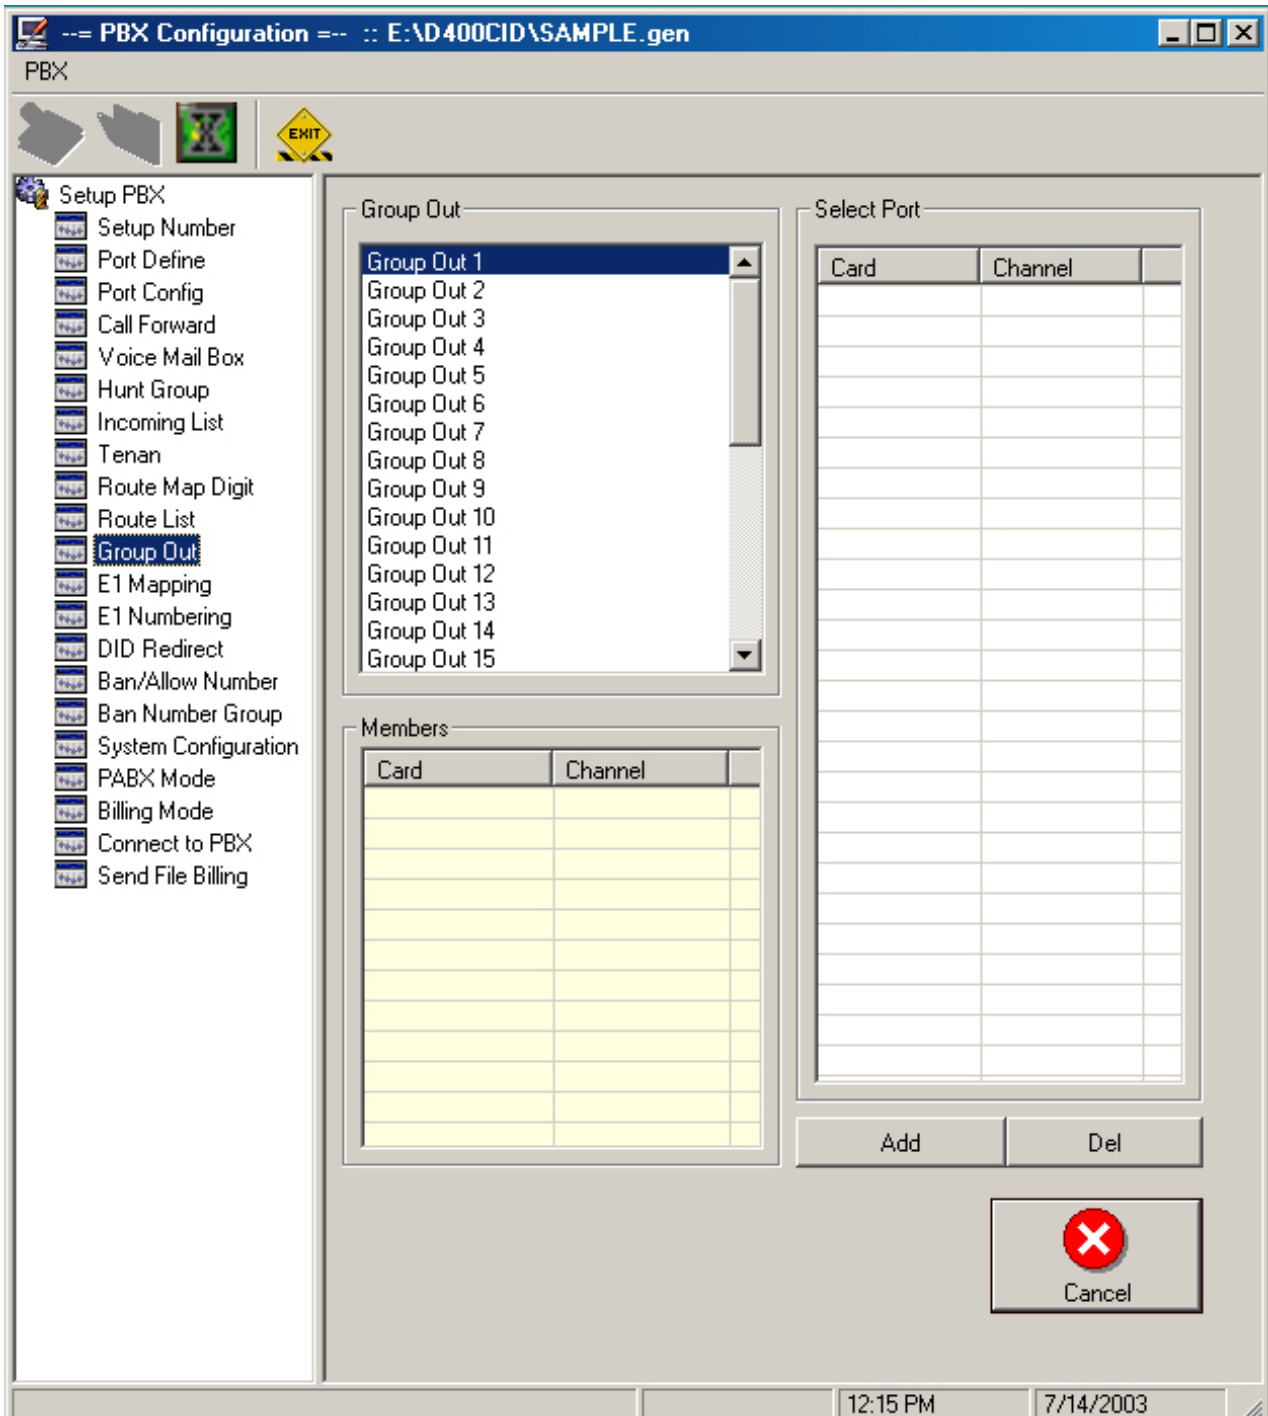 --= PBX Configuration =-- :: E:\D400CID\SAMPLE.gen
PBX
EXIT
Setup PBX
Setup Number
Port Define
Port Config
Call Forward
Voice Mail Box
Hunt Group
Incoming List
Tenan
Route Map Digit
Route List
Group Out
E1 Mapping
E1 Numbering
DID Redirect
Ban/Allow Number
Ban Number Group
System Configuration
PABX Mode
Billing Mode
Connect to PBX
Send File Billing
Group Out
Group Out 1
Group Out 2
Group Out 3
Group Out 4
Group Out 5
Group Out 6
Group Out 7
Group Out 8
Group Out 9
Group Out 10
Group Out 11
Group Out 12
Group Out 13
Group Out 14
Group Out 15
Members
Card Channel
Select Port
Card Channel
Add Del
Cancel
12:15 PM 7/14/2003